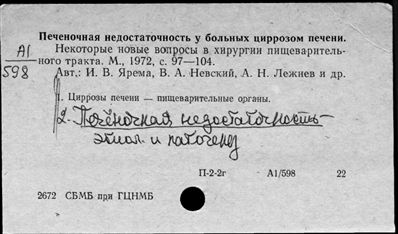 Печеночная недостаточность у больных циррозом печени.
Некоторые новые вопросы в хирургии пищеваритель-
ного тракта. М., 1972, с. 97—104.
А1
598
Авт.: И. В. Ярема, В. А. Невский, А. Н. Лежнев и др.
1. Циррозы печени — пищеварительные органы.
2. Печёночная недостаточность-
этиол. и патогенез
П-2-2г А1/598 22
2672 СБМБ при ГЦНМБ